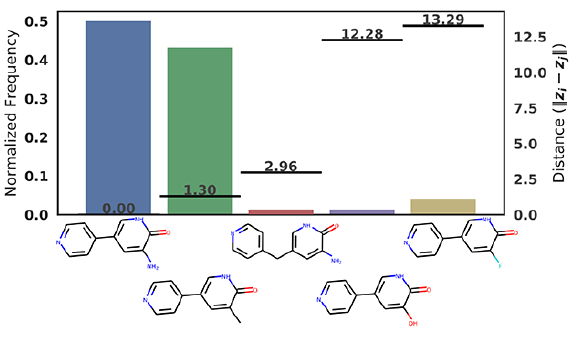 Normalized Frequency
0.5
0.4
0.3
0.2
0.1
0.0
0.00
1.30
2.96
12.28
13.29
12.5
10.0
7.5
5.0
2.5
0.0
Distance (‖z_i − z_j‖)
N
NH
O
NH₂
N
NH
O
NH₂
N
NH
O
F
N
NH
O
N
NH
O
OH